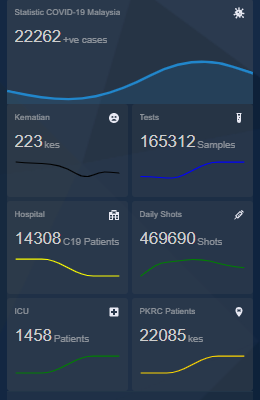 Statistic COVID-19 Malaysia
22262 +ve cases
Kematian
223 kes
Tests
165312 Samples
Hospital
14308 C19 Patients
Daily Shots
469690 Shots
ICU
1458 Patients
PKRC Patients
22085 kes